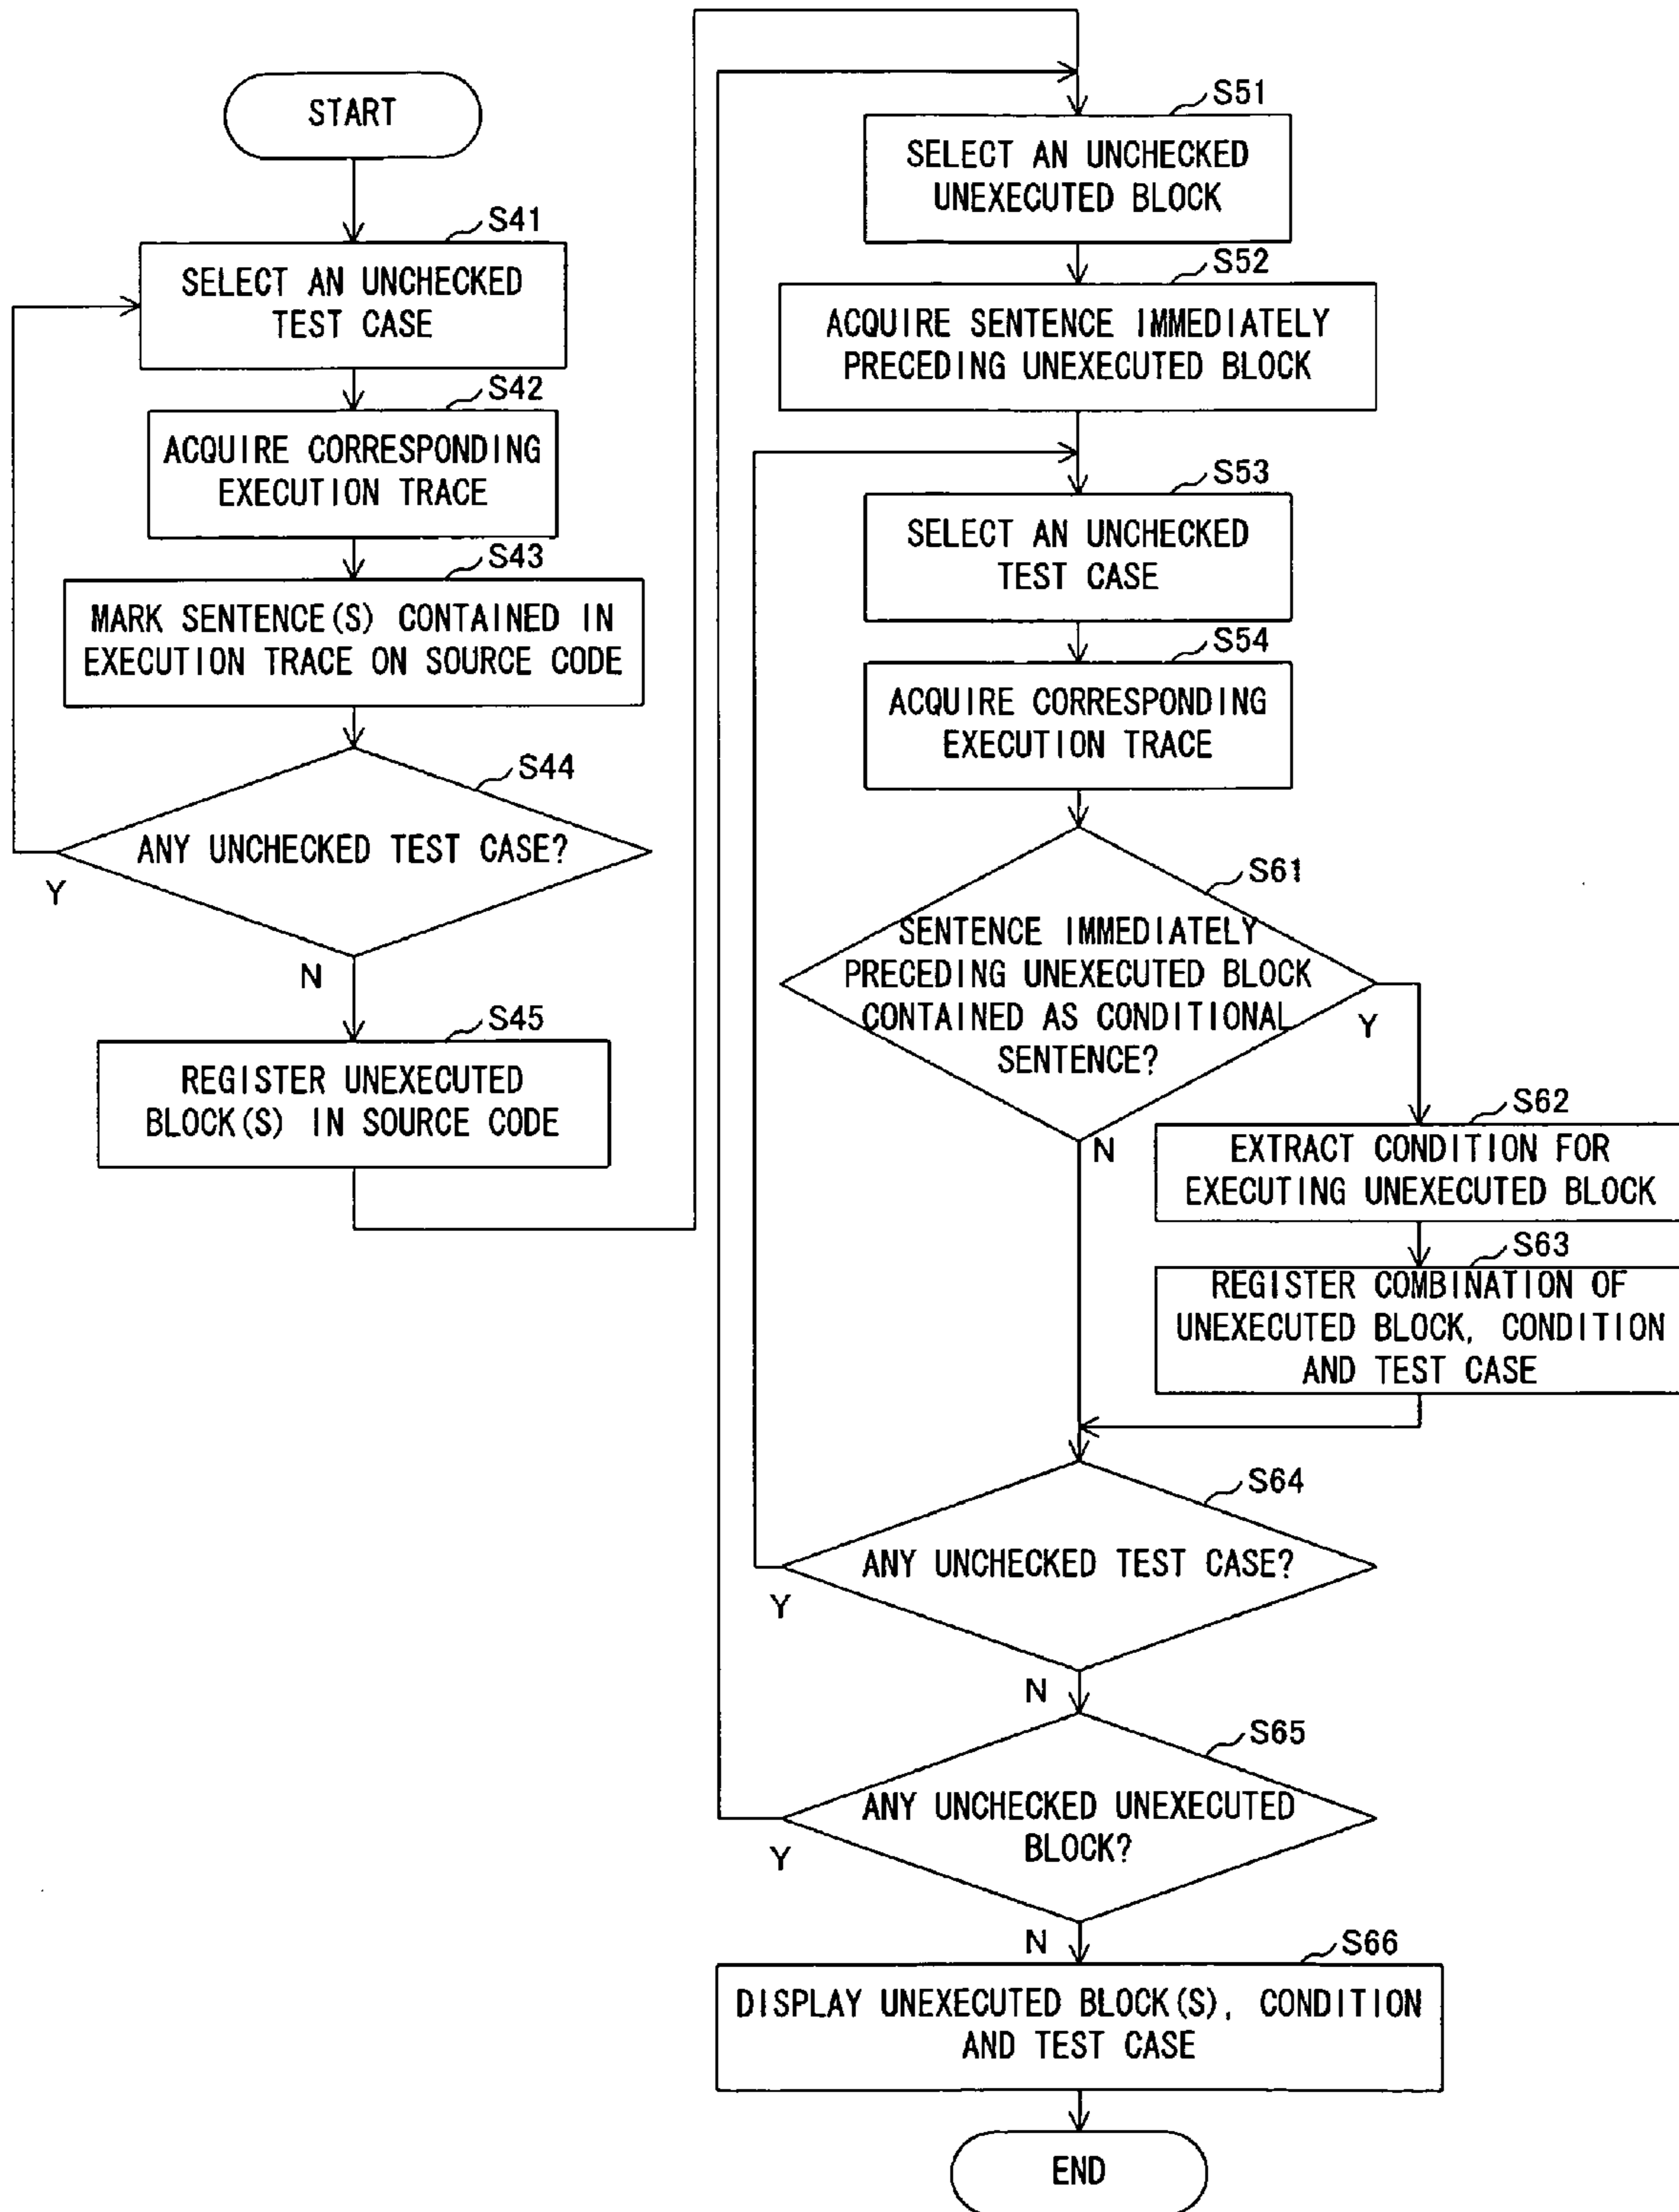 START
S41
SELECT AN UNCHECKED
TEST CASE
S42
ACQUIRE CORRESPONDING
EXECUTION TRACE
S43
MARK SENTENCE(S) CONTAINED IN
EXECUTION TRACE ON SOURCE CODE
S44
ANY UNCHECKED TEST CASE?
Y
N
S45
REGISTER UNEXECUTED
BLOCK(S) IN SOURCE CODE
S51
SELECT AN UNCHECKED
UNEXECUTED BLOCK
S52
ACQUIRE SENTENCE IMMEDIATELY
PRECEDING UNEXECUTED BLOCK
S53
SELECT AN UNCHECKED
TEST CASE
S54
ACQUIRE CORRESPONDING
EXECUTION TRACE
S61
SENTENCE IMMEDIATELY
PRECEDING UNEXECUTED BLOCK
CONTAINED AS CONDITIONAL
SENTENCE?
Y
N
S62
EXTRACT CONDITION FOR
EXECUTING UNEXECUTED BLOCK
S63
REGISTER COMBINATION OF
UNEXECUTED BLOCK, CONDITION
AND TEST CASE
S64
ANY UNCHECKED TEST CASE?
Y
N
S65
ANY UNCHECKED UNEXECUTED
BLOCK?
Y
N
S66
DISPLAY UNEXECUTED BLOCK(S), CONDITION
AND TEST CASE
END